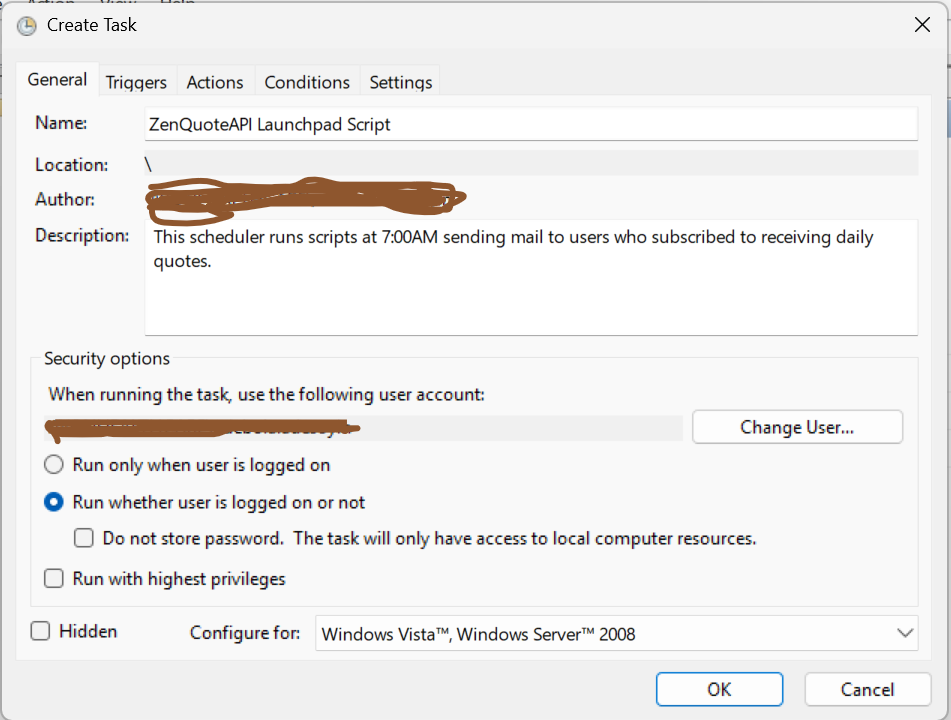 Action View Help
Create Task
General Triggers Actions Conditions Settings
Name: ZenQuoteAPI Launchpad Script
Location: \
Author:
Description: This scheduler runs scripts at 7:00AM sending mail to users who subscribed to receiving daily
quotes.
Security options
When running the task, use the following user account:
Change User...
Run only when user is logged on
Run whether user is logged on or not
Do not store password. The task will only have access to local computer resources.
Run with highest privileges
Hidden Configure for: Windows Vista™, Windows Server™ 2008
OK Cancel